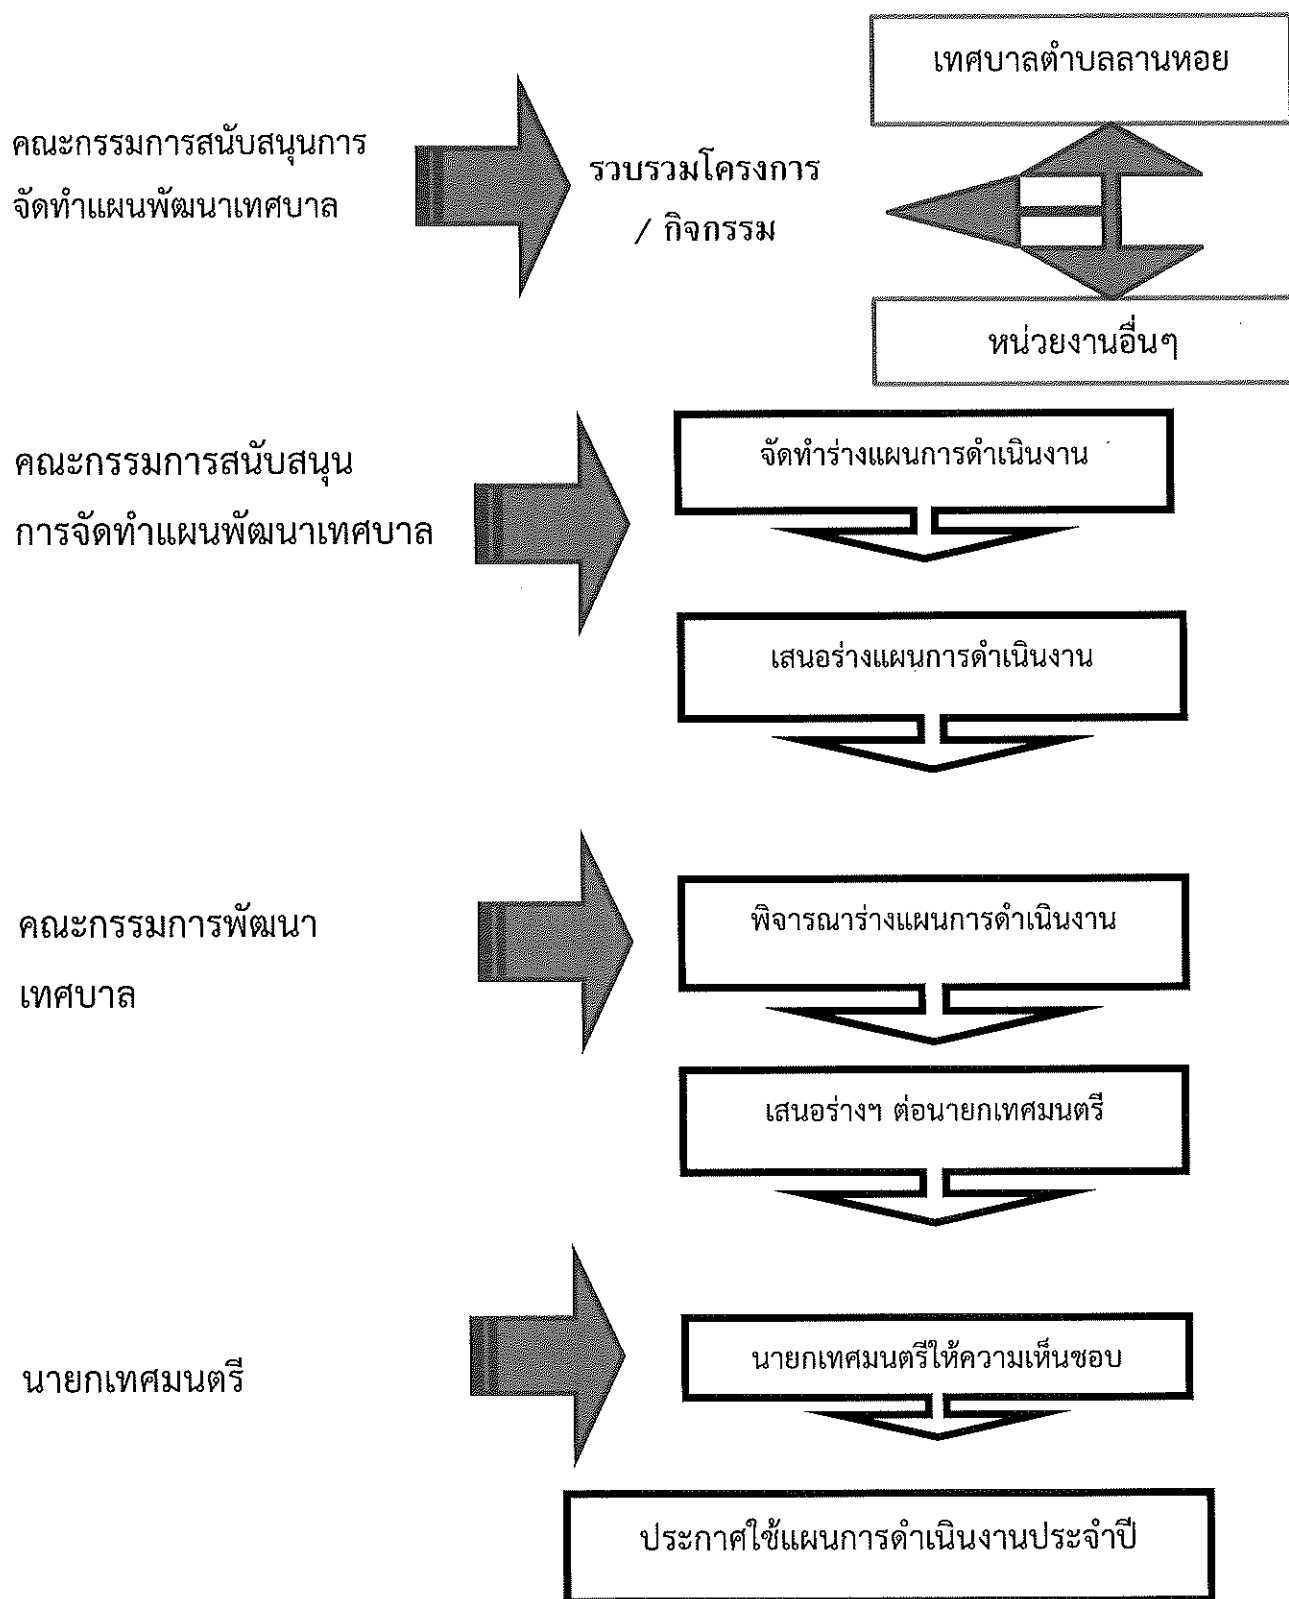 เทศบาลตำบลลานหอย
คณะกรรมการสนับสนุนการ
จัดทำแผนพัฒนาเทศบาล
รวบรวมโครงการ
/ กิจกรรม
หน่วยงานอื่นๆ
คณะกรรมการสนับสนุน
การจัดทำแผนพัฒนาเทศบาล
จัดทำร่างแผนการดำเนินงาน
เสนอร่างแผนการดำเนินงาน
คณะกรรมการพัฒนา
เทศบาล
พิจารณาร่างแผนการดำเนินงาน
เสนอร่างฯ ต่อนายกเทศมนตรี
นายกเทศมนตรี
นายกเทศมนตรีให้ความเห็นชอบ
ประกาศใช้แผนการดำเนินงานประจำปี